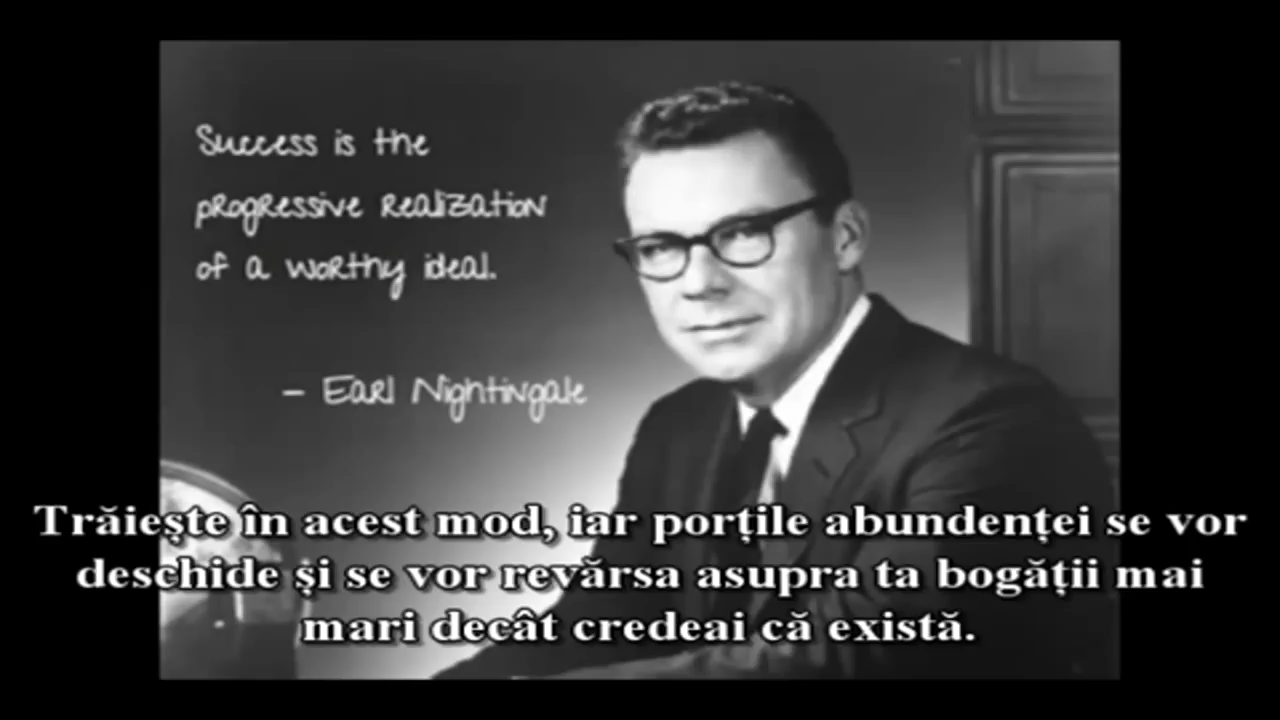 Success is the
progressive realization
of a worthy ideal.
- Earl Nightingale
Trăiește în acest mod, iar porțile abundenței se vor
deschide și se vor revărsa asupra ta bogății mai
mari decât credeai că există.